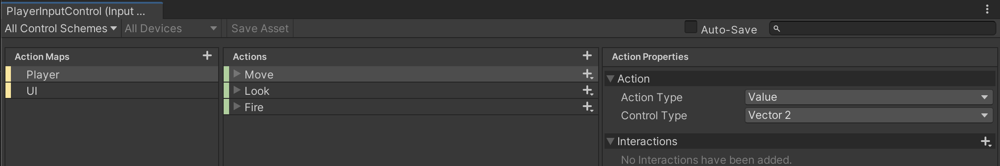 PlayerInputControl (Input ...
All Control Schemes All Devices Save Asset Auto-Save
Action Maps Actions Action Properties
Player Move Action
UI Look Action Type Value
Fire Control Type Vector 2
Interactions
No Interactions have been added.